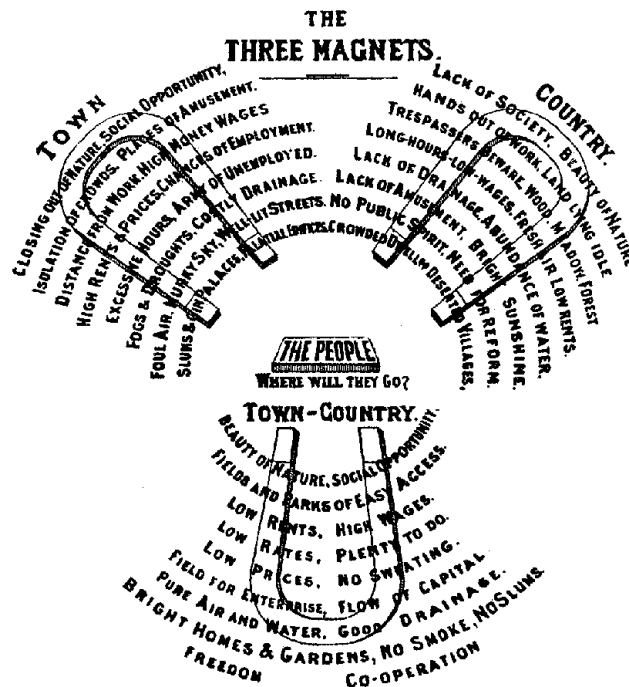 THE
THREE MAGNETS.
TOWN
CLOSING OUT OF NATURE. SOCIAL OPPORTUNITY.
ISOLATION OF CROWDS. PLACES OF AMUSEMENT.
DISTANCE FROM WORK. HIGH MONEY WAGES
HIGH RENTS & PRICES. CHANCES OF EMPLOYMENT.
EXCESSIVE HOURS. ARMY OF UNEMPLOYED.
FOGS & DROUGHTS. COSTLY DRAINAGE.
FOUL AIR. MURKY SKY. WELL-LIT STREETS.
SLUMS & GIN PALACES. PALATIAL EDIFICES.
COUNTRY.
LACK OF SOCIETY. BEAUTY OF NATURE
HANDS OUT OF WORK. LAND LYING IDLE
TRESPASSERS BEWARE. WOOD, MEADOW, FOREST
LONG-HOURS-LOW-WAGES. FRESH AIR LOW RENTS.
LACK OF DRAINAGE. ABUNDANCE OF WATER.
LACK OF AMUSEMENT. BRIGHT SUNSHINE.
NO PUBLIC SPIRIT. NEED FOR REFORM.
CROWDED DWELLINGS. DESERTED VILLAGES,
THE PEOPLE
WHERE WILL THEY GO?
TOWN-COUNTRY.
BEAUTY OF NATURE, SOCIAL OPPORTUNITY.
FIELDS AND PARKS OF EASY ACCESS.
LOW RENTS, HIGH WAGES.
LOW RATES, PLENTY TO DO.
LOW PRICES, NO SWEATING.
FIELD FOR ENTERPRISE, FLOW OF CAPITAL
PURE AIR AND WATER, GOOD DRAINAGE.
BRIGHT HOMES & GARDENS, NO SMOKE, NO SLUMS.
FREEDOM CO-OPERATION